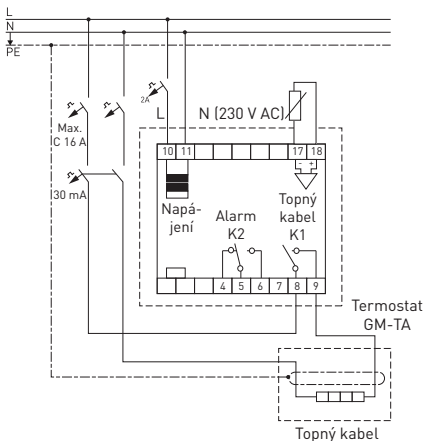 L
N
PE
2A
L N (230 V AC)
Max.
C 16 A
10 11 17 18
- +
30 mA
Napá-
jení
Alarm
K2
Topný
kabel
K1
4 5 6 7 8 9
Termostat
GM-TA
Topný kabel